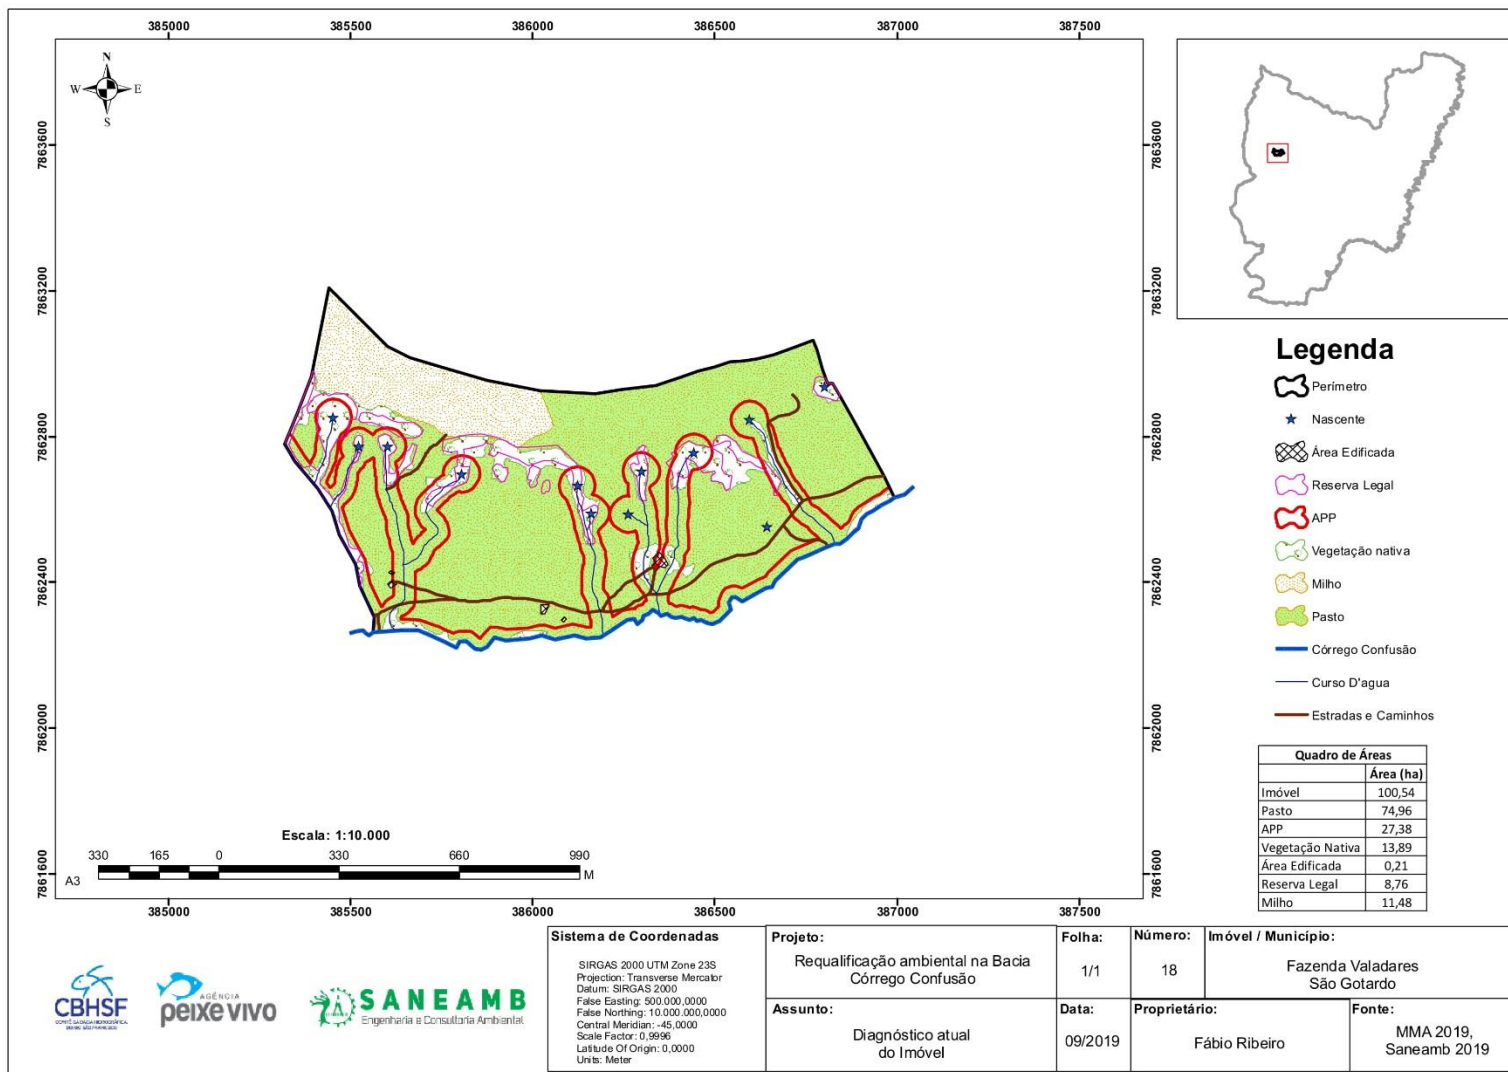 385000 385500 386000 386500 387000 387500
N
W E
S
7863600 7863600
7863200 7863200
7862800 7862800
7862400 7862400
7862000 7862000
7861600 7861600
Escala: 1:10.000
330 165 0 330 660 990
M
A3
385000 385500 386000 386500 387000 387500
Legenda
Perímetro
Nascente
Área Edificada
Reserva Legal
APP
Vegetação nativa
Milho
Pasto
Córrego Confusão
Curso D'agua
Estradas e Caminhos
Quadro de Áreas
Área (ha)
Imóvel 100,54
Pasto 74,96
APP 27,38
Vegetação Nativa 13,89
Área Edificada 0,21
Reserva Legal 8,76
Milho 11,48
CBHSF
AGÊNCIA
peixe vivo
SANEAMB
Engenharia e Consultoria Ambiental
Sistema de Coordenadas
SIRGAS 2000 UTM Zone 23S
Projection: Transverse Mercator
Datum: SIRGAS 2000
False Easting: 500.000,0000
False Northing: 10.000.000,0000
Central Meridian: -45,0000
Scale Factor: 0,9996
Latitude Of Origin: 0,0000
Units: Meter
Projeto:
Requalificação ambiental na Bacia
Córrego Confusão
Assunto:
Diagnóstico atual
do Imóvel
Folha:
1/1
Número:
18
Imóvel / Município:
Fazenda Valadares
São Gotardo
Data:
09/2019
Proprietário:
Fábio Ribeiro
Fonte:
MMA 2019,
Saneamb 2019